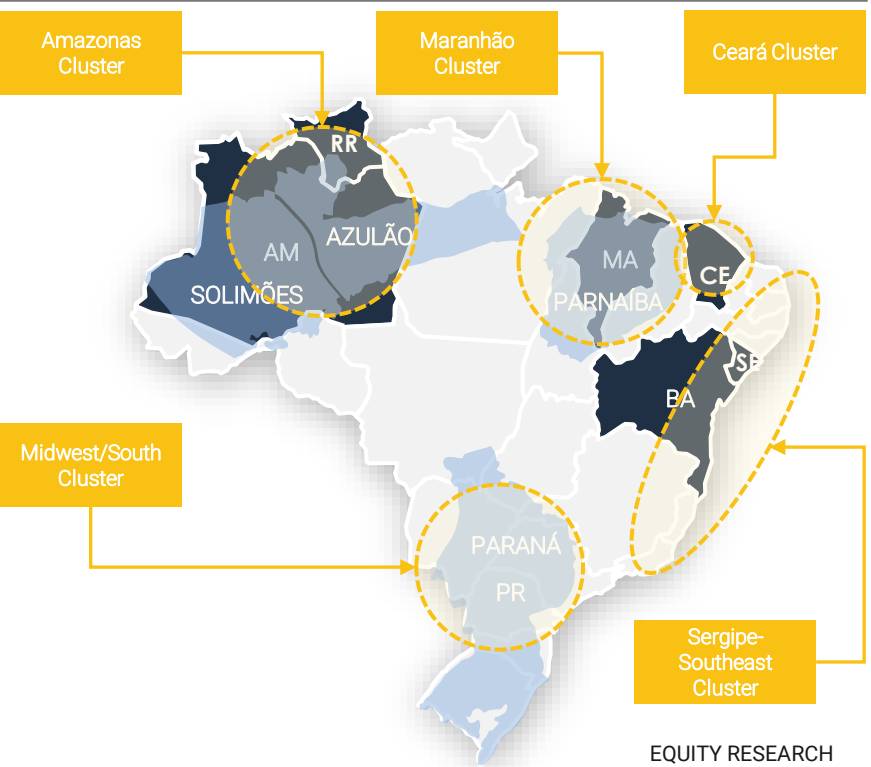 Amazonas
Cluster
Maranhão
Cluster
Ceará Cluster
RR
AM
AZULÃO
SOLIMÕES
MA
PARNAÍBA
CE
SE
BA
Midwest/South
Cluster
PARANÁ
PR
Sergipe-
Southeast
Cluster
EQUITY RESEARCH